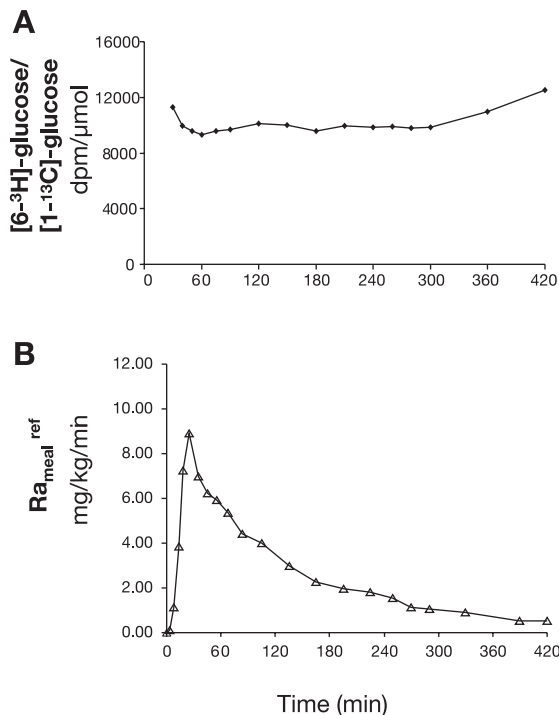 A
[6-³H]-glucose/
[1-¹³C]-glucose
dpm/μmol
16000
12000
8000
4000
0
0 60 120 180 240 300 360 420
B
Ra_meal^ref
mg/kg/min
12.00
10.00
8.00
6.00
4.00
2.00
0.00
0 60 120 180 240 300 360 420
Time (min)